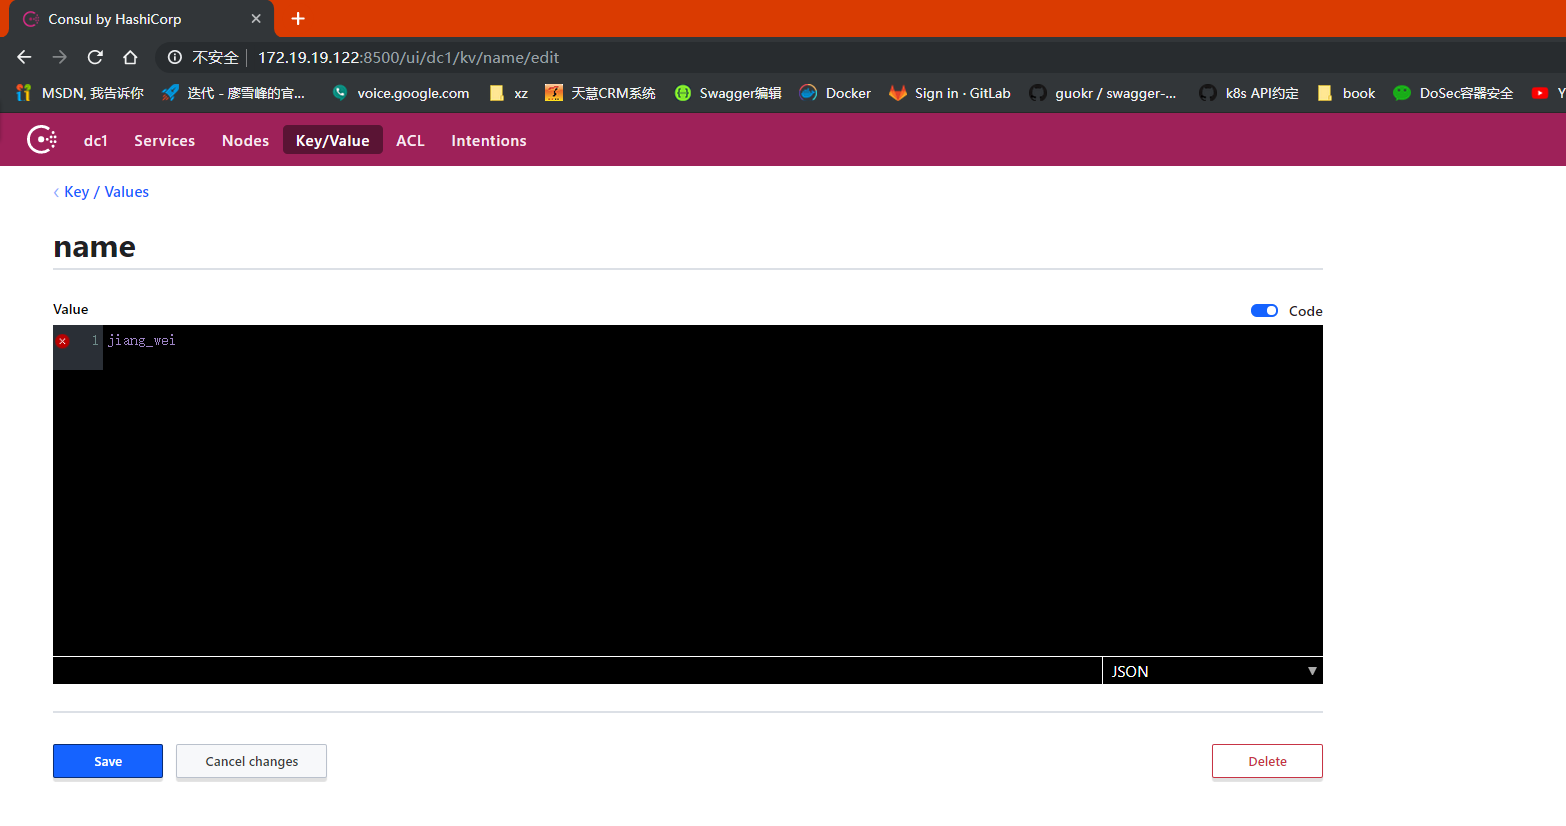 Consul by HashiCorp
不安全 172.19.19.122:8500/ui/dc1/kv/name/edit
MSDN, 我告诉你 迭代 - 廖雪峰的官... voice.google.com xz 天慧CRM系统 Swagger编辑 Docker Sign in · GitLab guokr / swagger-... k8s API约定 book DoSec容器安全 Y
dc1 Services Nodes Key/Value ACL Intentions
‹ Key / Values
name
Value Code
1 jiang_wei
JSON
Save Cancel changes Delete